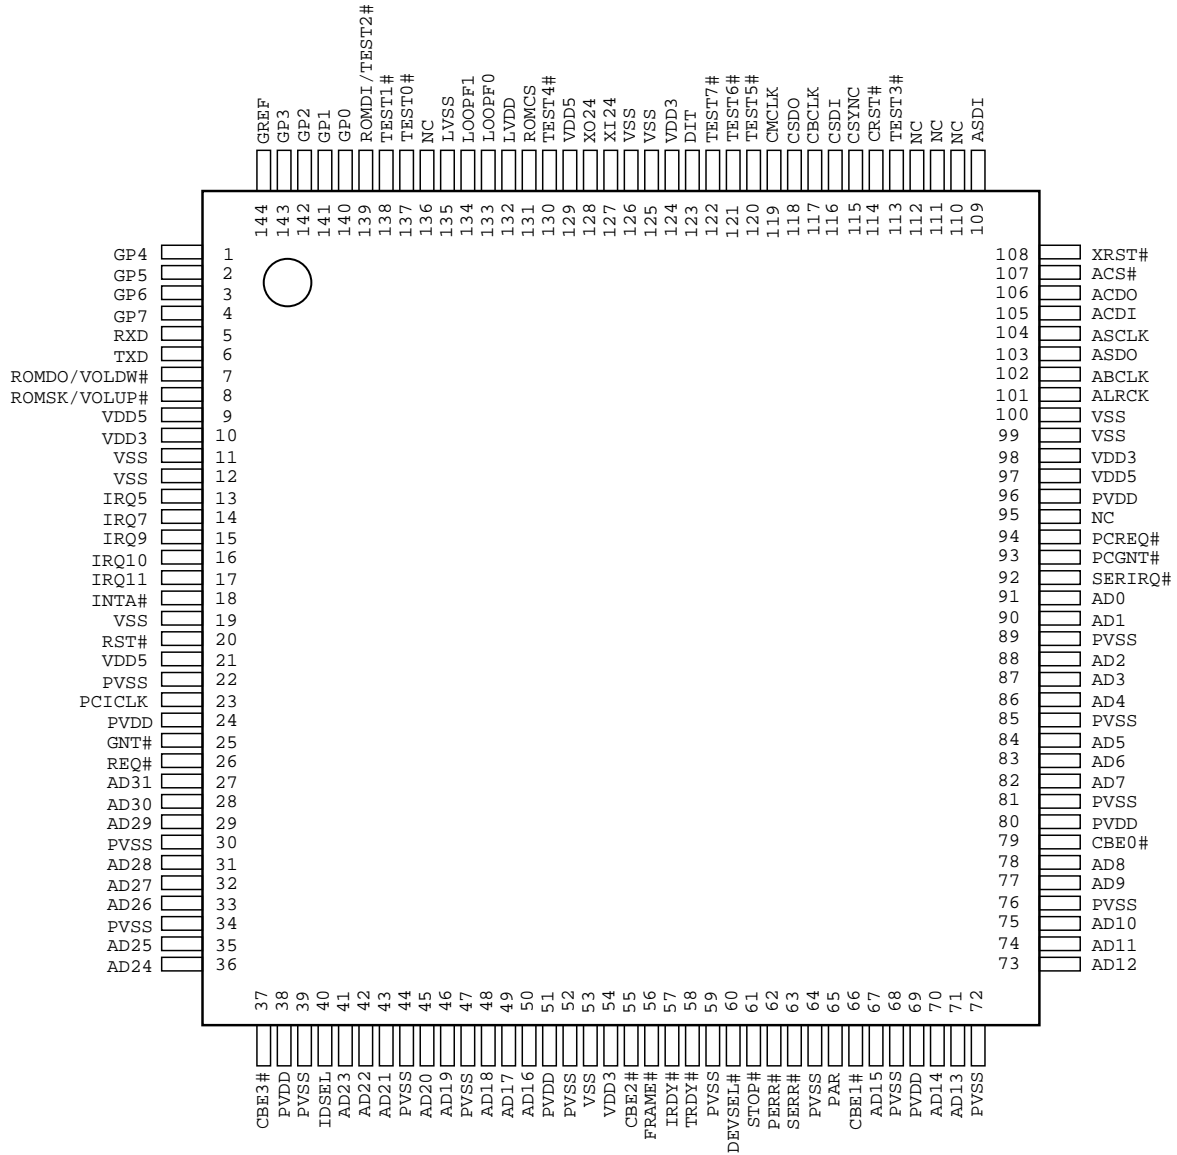 GREF
GP3
GP2
GP1
GP0
ROMDI/TEST2#
TEST1#
TEST0#
NC
LVSS
LOOPF1
LOOPF0
LVDD
ROMCS
TEST4#
VDD5
XO24
XI24
VSS
VSS
VDD3
DIT
TEST7#
TEST6#
TEST5#
CMCLK
CSDO
CBCLK
CSDI
CSYNC
CRST#
TEST3#
NC
NC
NC
ASDI
144
143
142
141
140
139
138
137
136
135
134
133
132
131
130
129
128
127
126
125
124
123
122
121
120
119
118
117
116
115
114
113
112
111
110
109
GP4 1
GP5 2
GP6 3
GP7 4
RXD 5
TXD 6
ROMDO/VOLDW# 7
ROMSK/VOLUP# 8
VDD5 9
VDD3 10
VSS 11
VSS 12
IRQ5 13
IRQ7 14
IRQ9 15
IRQ10 16
IRQ11 17
INTA# 18
VSS 19
RST# 20
VDD5 21
PVSS 22
PCICLK 23
PVDD 24
GNT# 25
REQ# 26
AD31 27
AD30 28
AD29 29
PVSS 30
AD28 31
AD27 32
AD26 33
PVSS 34
AD25 35
AD24 36
108 XRST#
107 ACS#
106 ACDO
105 ACDI
104 ASCLK
103 ASDO
102 ABCLK
101 ALRCK
100 VSS
99 VSS
98 VDD3
97 VDD5
96 PVDD
95 NC
94 PCREQ#
93 PCGNT#
92 SERIRQ#
91 AD0
90 AD1
89 PVSS
88 AD2
87 AD3
86 AD4
85 PVSS
84 AD5
83 AD6
82 AD7
81 PVSS
80 PVDD
79 CBE0#
78 AD8
77 AD9
76 PVSS
75 AD10
74 AD11
73 AD12
37
38
39
40
41
42
43
44
45
46
47
48
49
50
51
52
53
54
55
56
57
58
59
60
61
62
63
64
65
66
67
68
69
70
71
72
CBE3#
PVDD
PVSS
IDSEL
AD23
AD22
AD21
PVSS
AD20
AD19
PVSS
AD18
AD17
AD16
PVDD
PVSS
VSS
VDD3
CBE2#
FRAME#
IRDY#
TRDY#
PVSS
DEVSEL#
STOP#
PERR#
SERR#
PVSS
PAR
CBE1#
AD15
PVSS
PVDD
AD14
AD13
PVSS